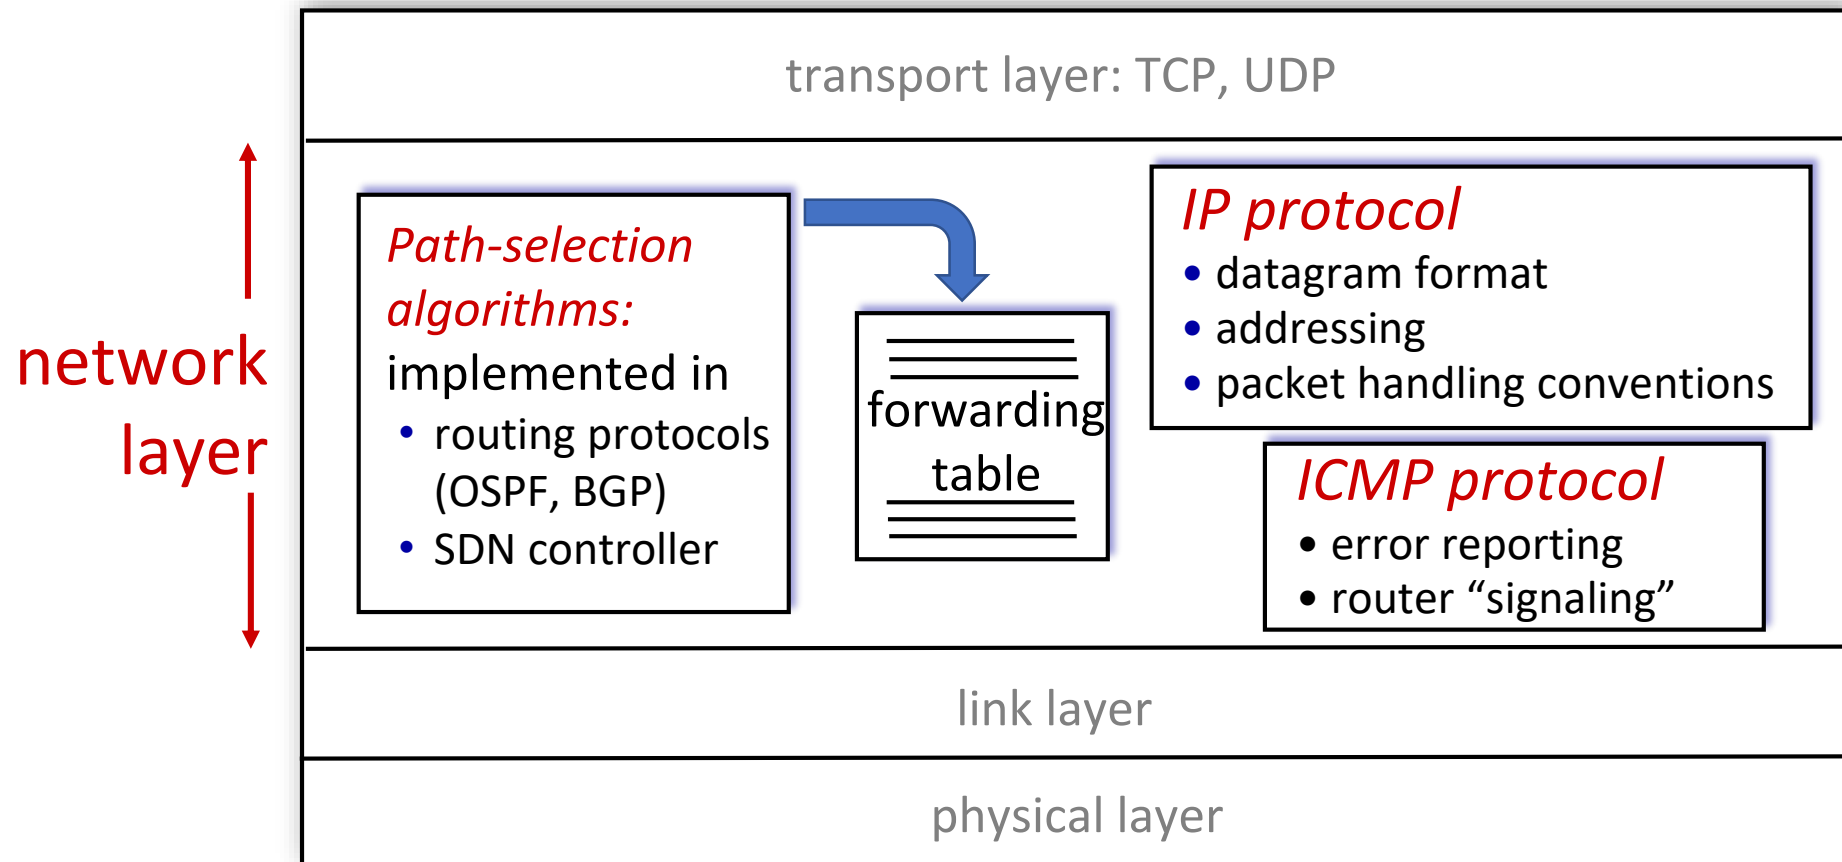 transport layer: TCP, UDP
network
layer
Path-selection
algorithms:
implemented in
• routing protocols
(OSPF, BGP)
• SDN controller
forwarding
table
IP protocol
• datagram format
• addressing
• packet handling conventions
ICMP protocol
• error reporting
• router “signaling”
link layer
physical layer